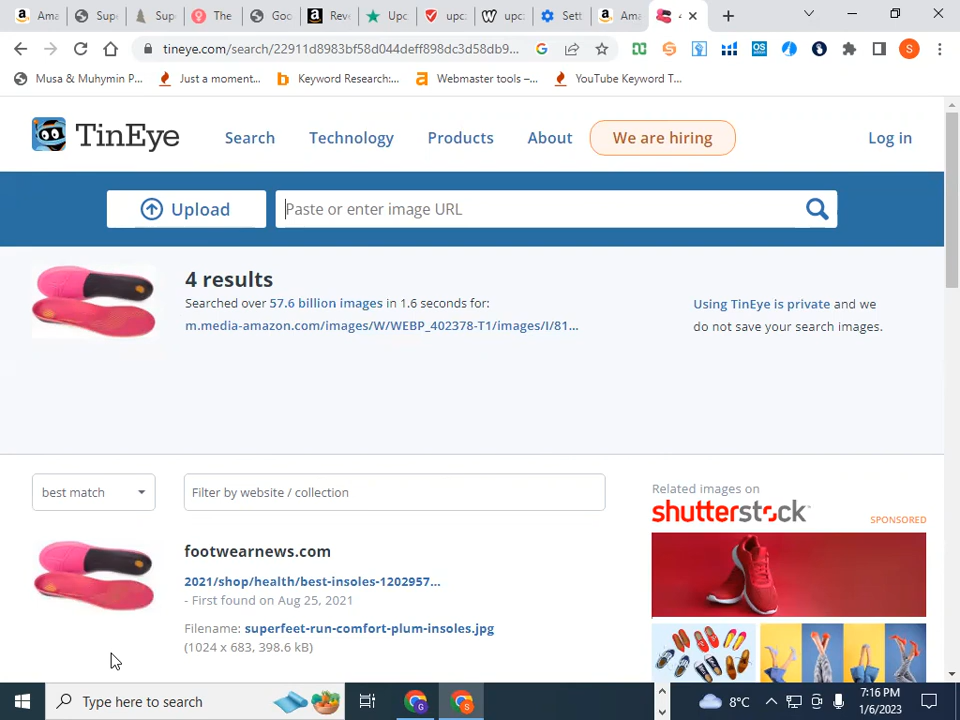 Ama
Sup
Sup
The
Goo
Reve
Upc
upc:
upc
Sett
Ama
4
tineye.com/search/22911d8983bf58d044deff898dc3d58db9...
S
Musa & Muhymin P...
Just a moment...
Keyword Research:...
Webmaster tools –...
YouTube Keyword T...
TinEye
Search
Technology
Products
About
We are hiring
Log in
Upload
Paste or enter image URL
4 results
Searched over 57.6 billion images in 1.6 seconds for:
m.media-amazon.com/images/W/WEBP_402378-T1/images/I/81...
Using TinEye is private and we
do not save your search images.
best match
Filter by website / collection
Related images on
shutterstock
SPONSORED
footwearnews.com
2021/shop/health/best-insoles-1202957...
- First found on Aug 25, 2021
Filename: superfeet-run-comfort-plum-insoles.jpg
(1024 x 683, 398.6 kB)
Type here to search
8°C
7:16 PM
1/6/2023